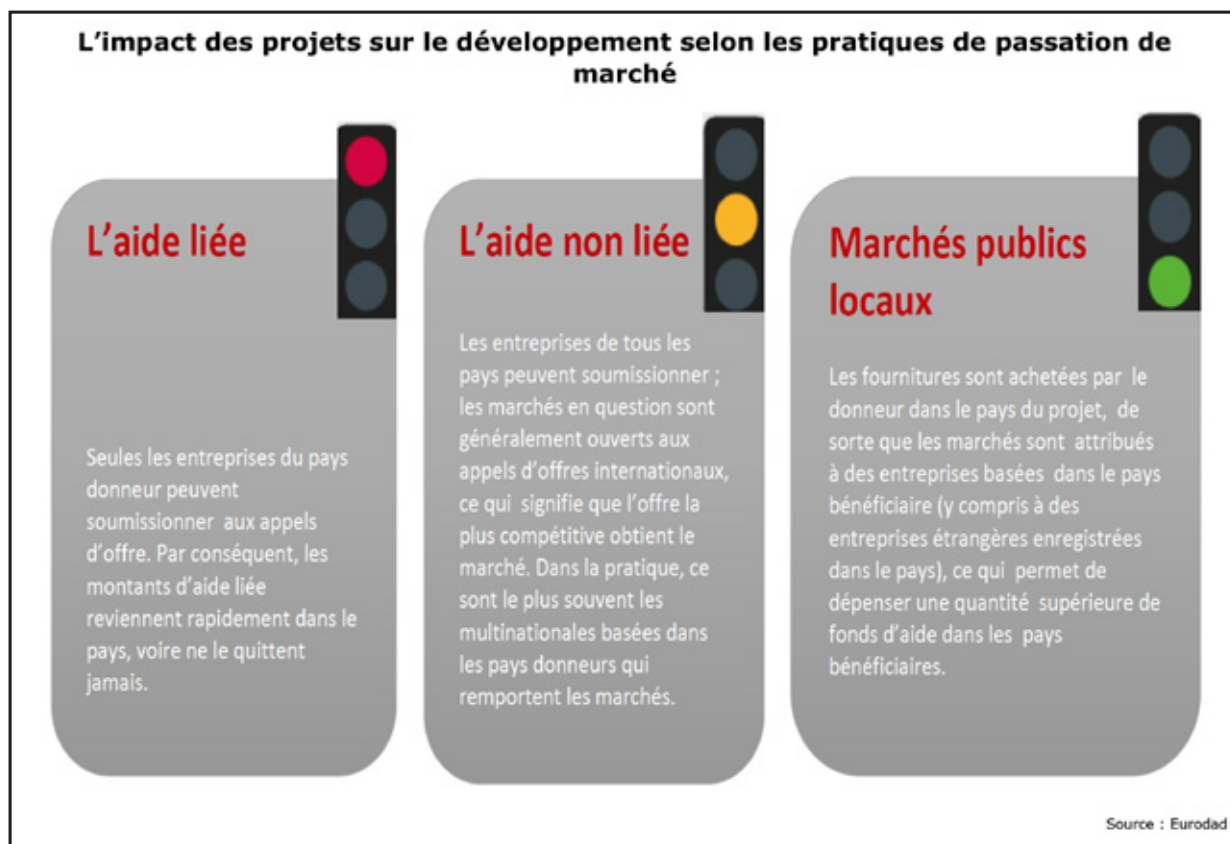 L’impact des projets sur le développement selon les pratiques de passation de
marché
L’aide liée
Seules les entreprises du pays
donneur peuvent
soumissionner aux appels
d’offre. Par conséquent, les
montants d’aide liée
reviennent rapidement dans le
pays, voire ne le quittent
jamais.
L’aide non liée
Les entreprises de tous les
pays peuvent soumissionner ;
les marchés en question sont
généralement ouverts aux
appels d’offres internationaux,
ce qui signifie que l’offre la
plus compétitive obtient le
marché. Dans la pratique, ce
sont le plus souvent les
multinationales basées dans
les pays donneurs qui
remportent les marchés.
Marchés publics
locaux
Les fournitures sont achetées par le
donneur dans le pays du projet, de
sorte que les marchés sont attribués
à des entreprises basées dans le pays
bénéficiaire (y compris à des
entreprises étrangères enregistrées
dans le pays), ce qui permet de
dépenser une quantité supérieure de
fonds d’aide dans les pays
bénéficiaires.
Source : Eurodad